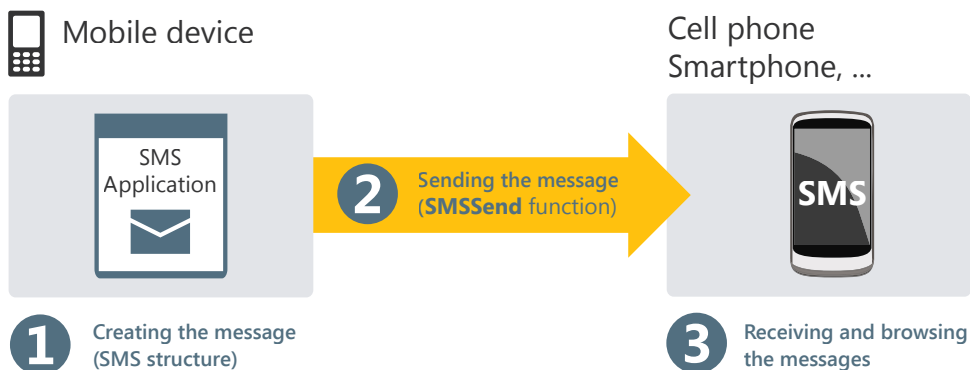 Mobile device
SMS
Application
1
Creating the message
(SMS structure)
2
Sending the message
(SMSSend function)
Cell phone
Smartphone, ...
SMS
3
Receiving and browsing
the messages